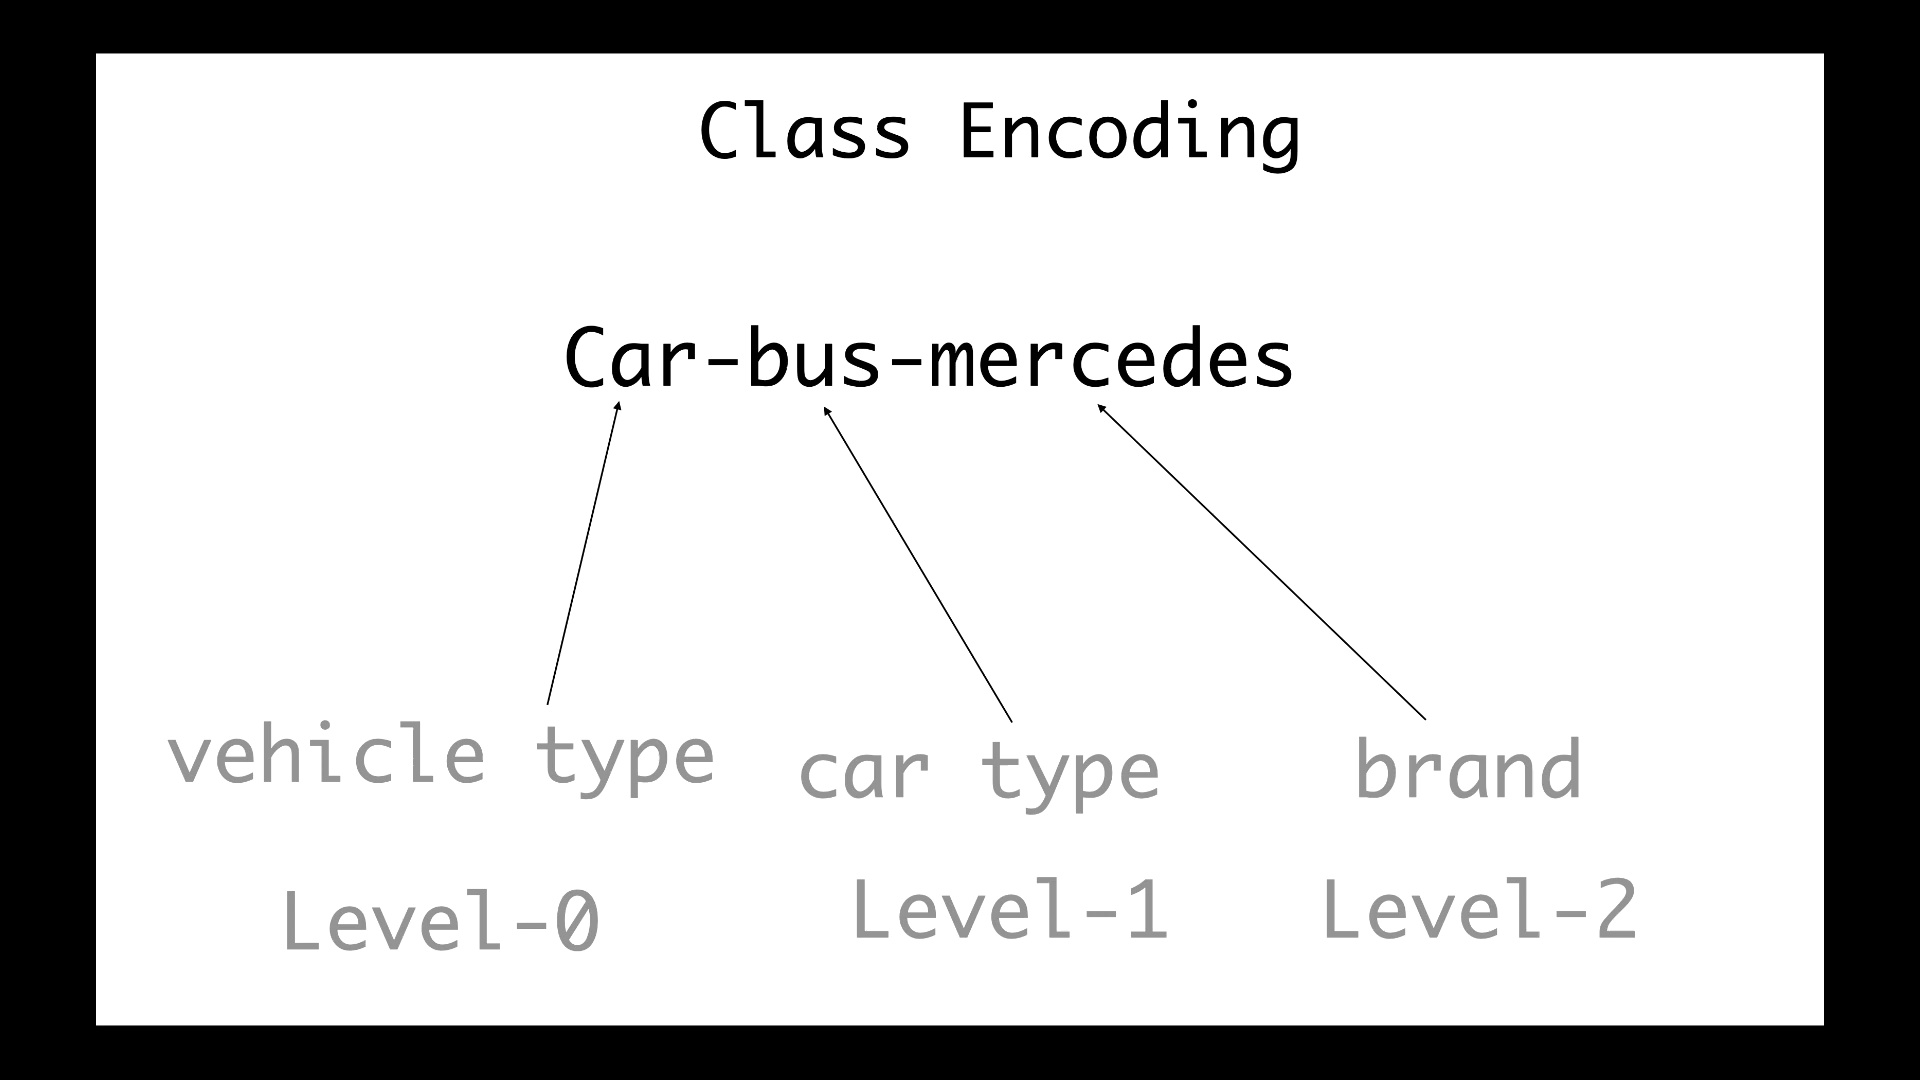 Class Encoding
Car-bus-mercedes
vehicle type car type brand
Level-0 Level-1 Level-2